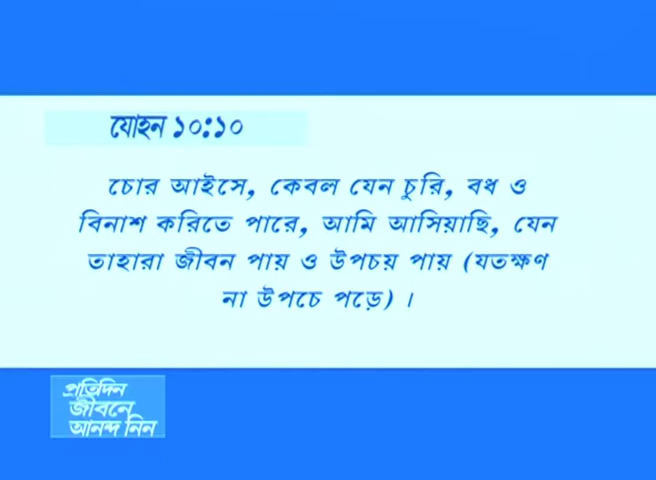 যোহন ১০:১০
চোর আইসে, কেবল যেন চুরি, বধ ও
বিনাশ করিতে পারে, আমি আসিয়াছি, যেন
তাহারা জীবন পায় ও উপচয় পায় (যতক্ষণ
না উপচে পড়ে) ।
প্রতিদিন
জীবনে
আনন্দ নিন